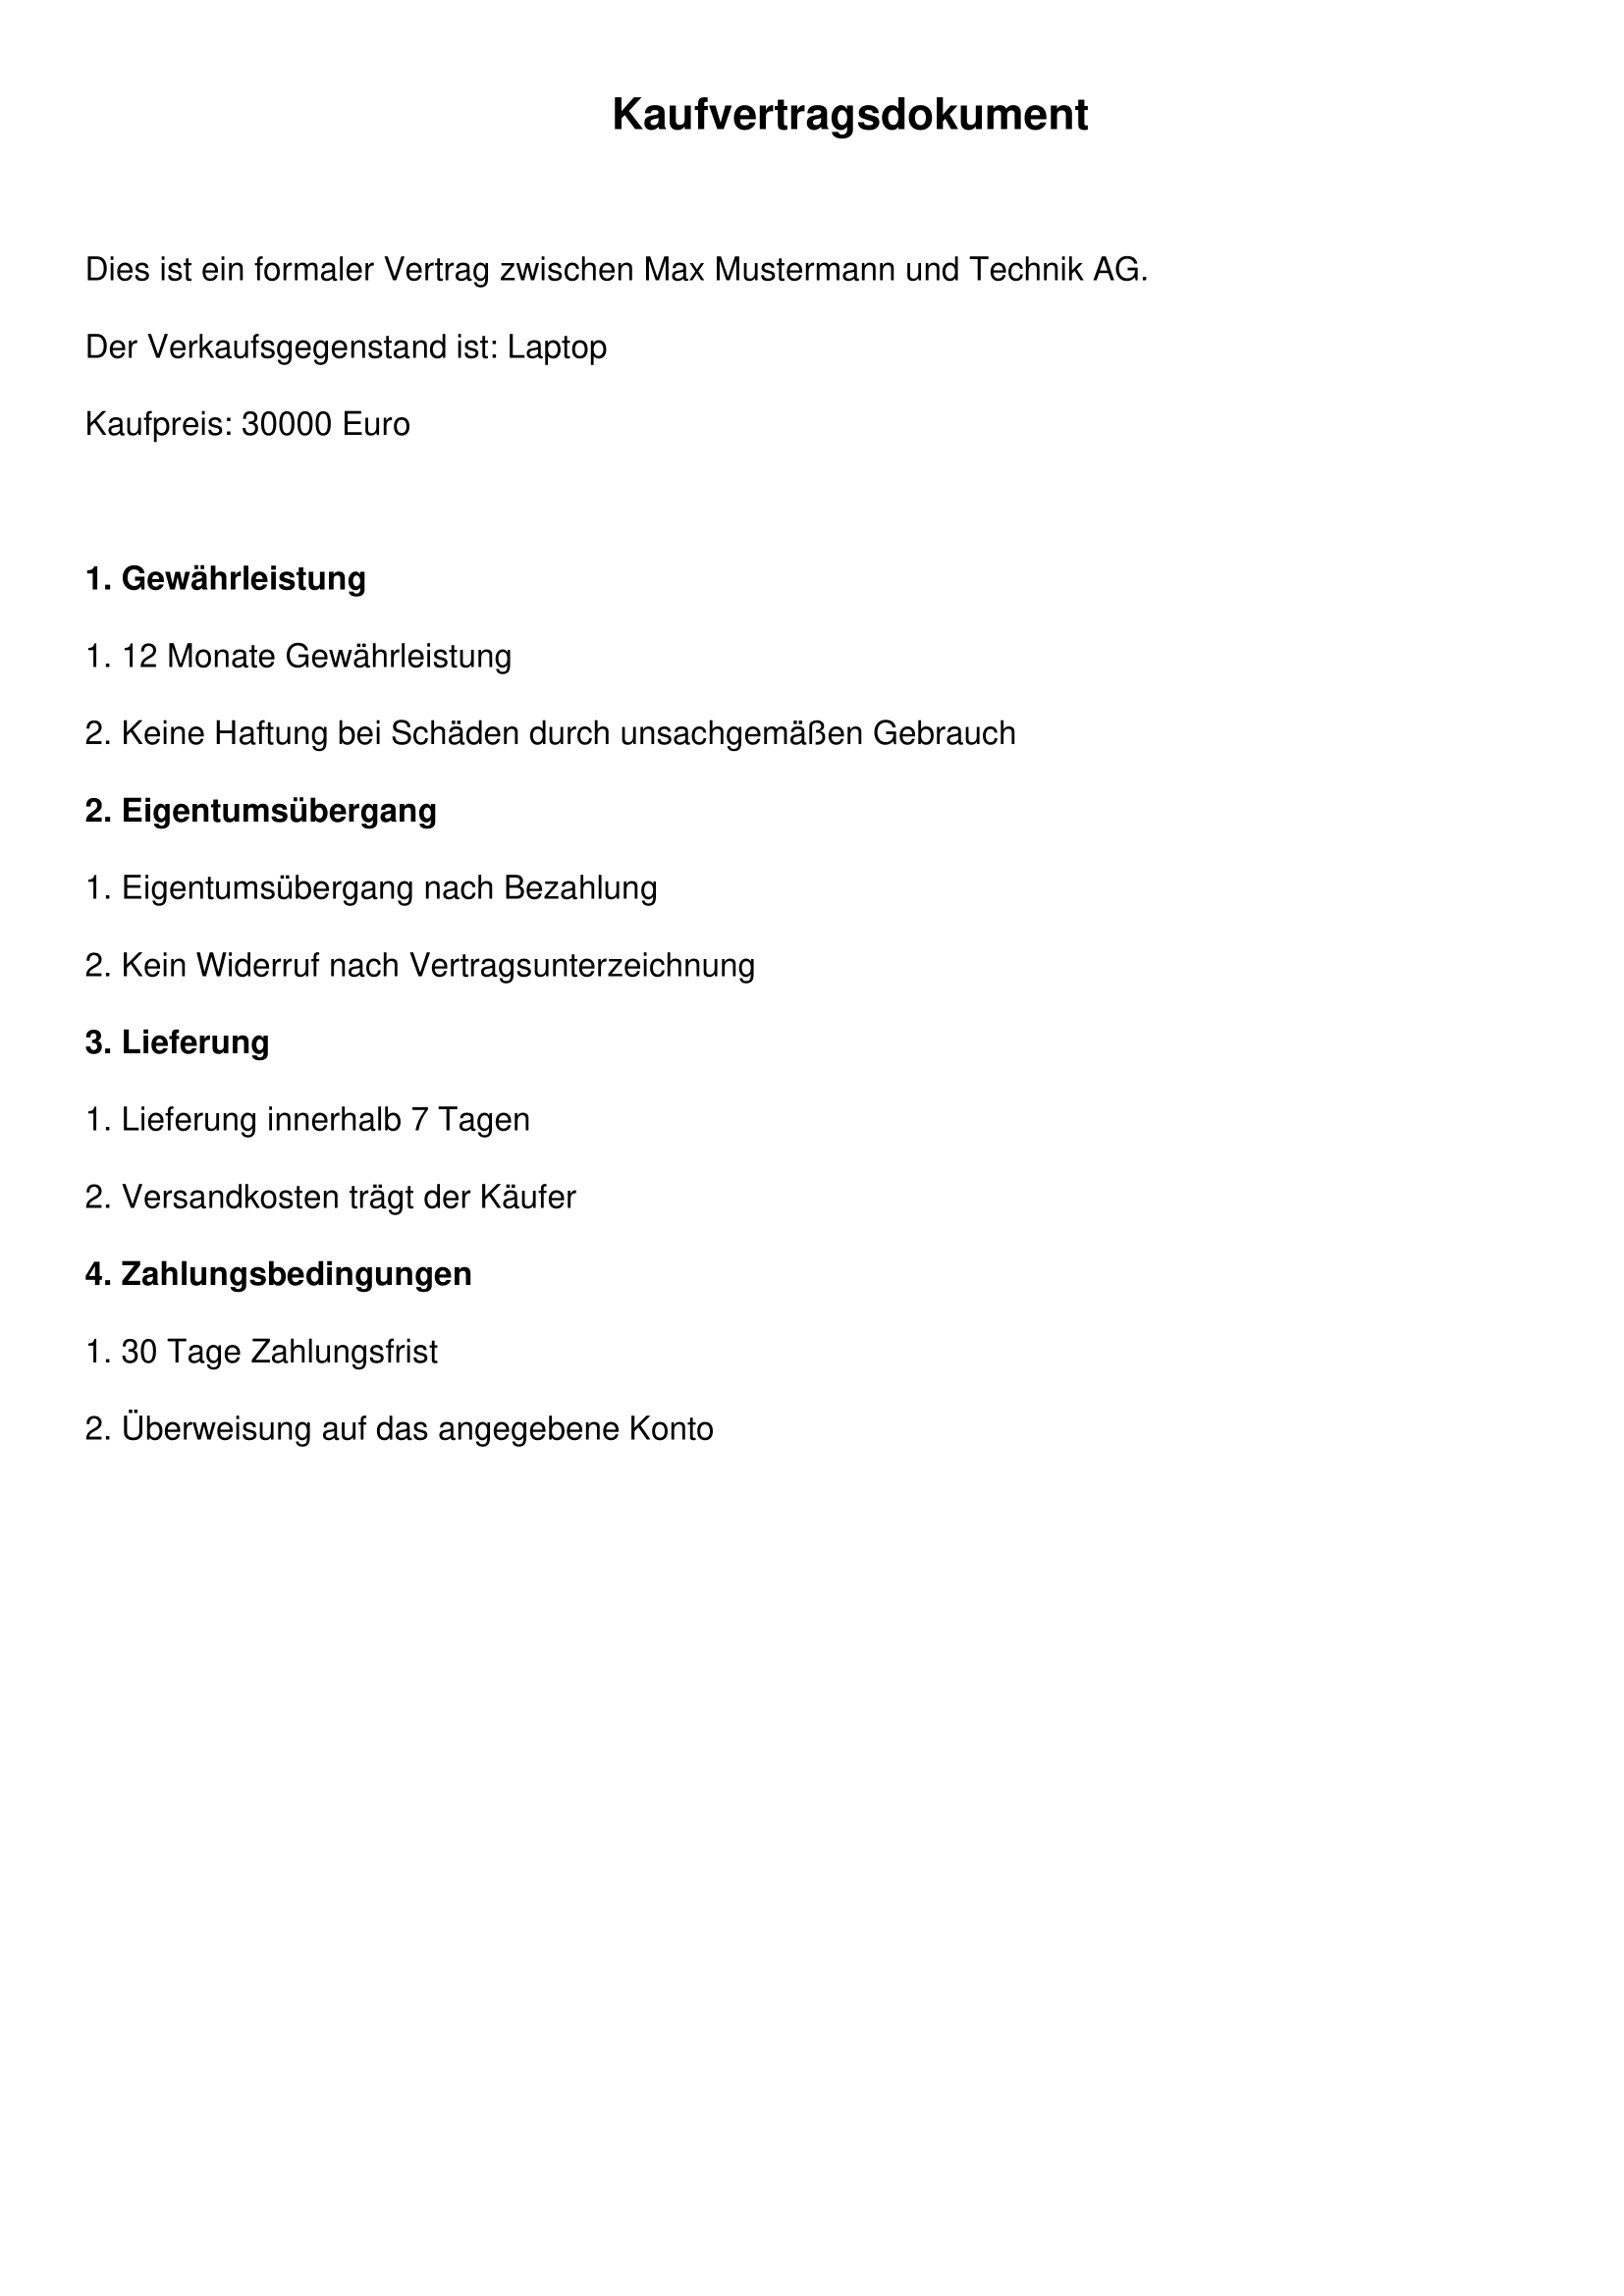 Kaufvertragsdokument
Dies ist ein formaler Vertrag zwischen Max Mustermann und Technik AG.
Der Verkaufsgegenstand ist: Laptop
Kaufpreis: 30000 Euro
1. Gewährleistung
1. 12 Monate Gewährleistung
2. Keine Haftung bei Schäden durch unsachgemäßen Gebrauch
2. Eigentumsübergang
1. Eigentumsübergang nach Bezahlung
2. Kein Widerruf nach Vertragsunterzeichnung
3. Lieferung
1. Lieferung innerhalb 7 Tagen
2. Versandkosten trägt der Käufer
4. Zahlungsbedingungen
1. 30 Tage Zahlungsfrist
2. Überweisung auf das angegebene Konto